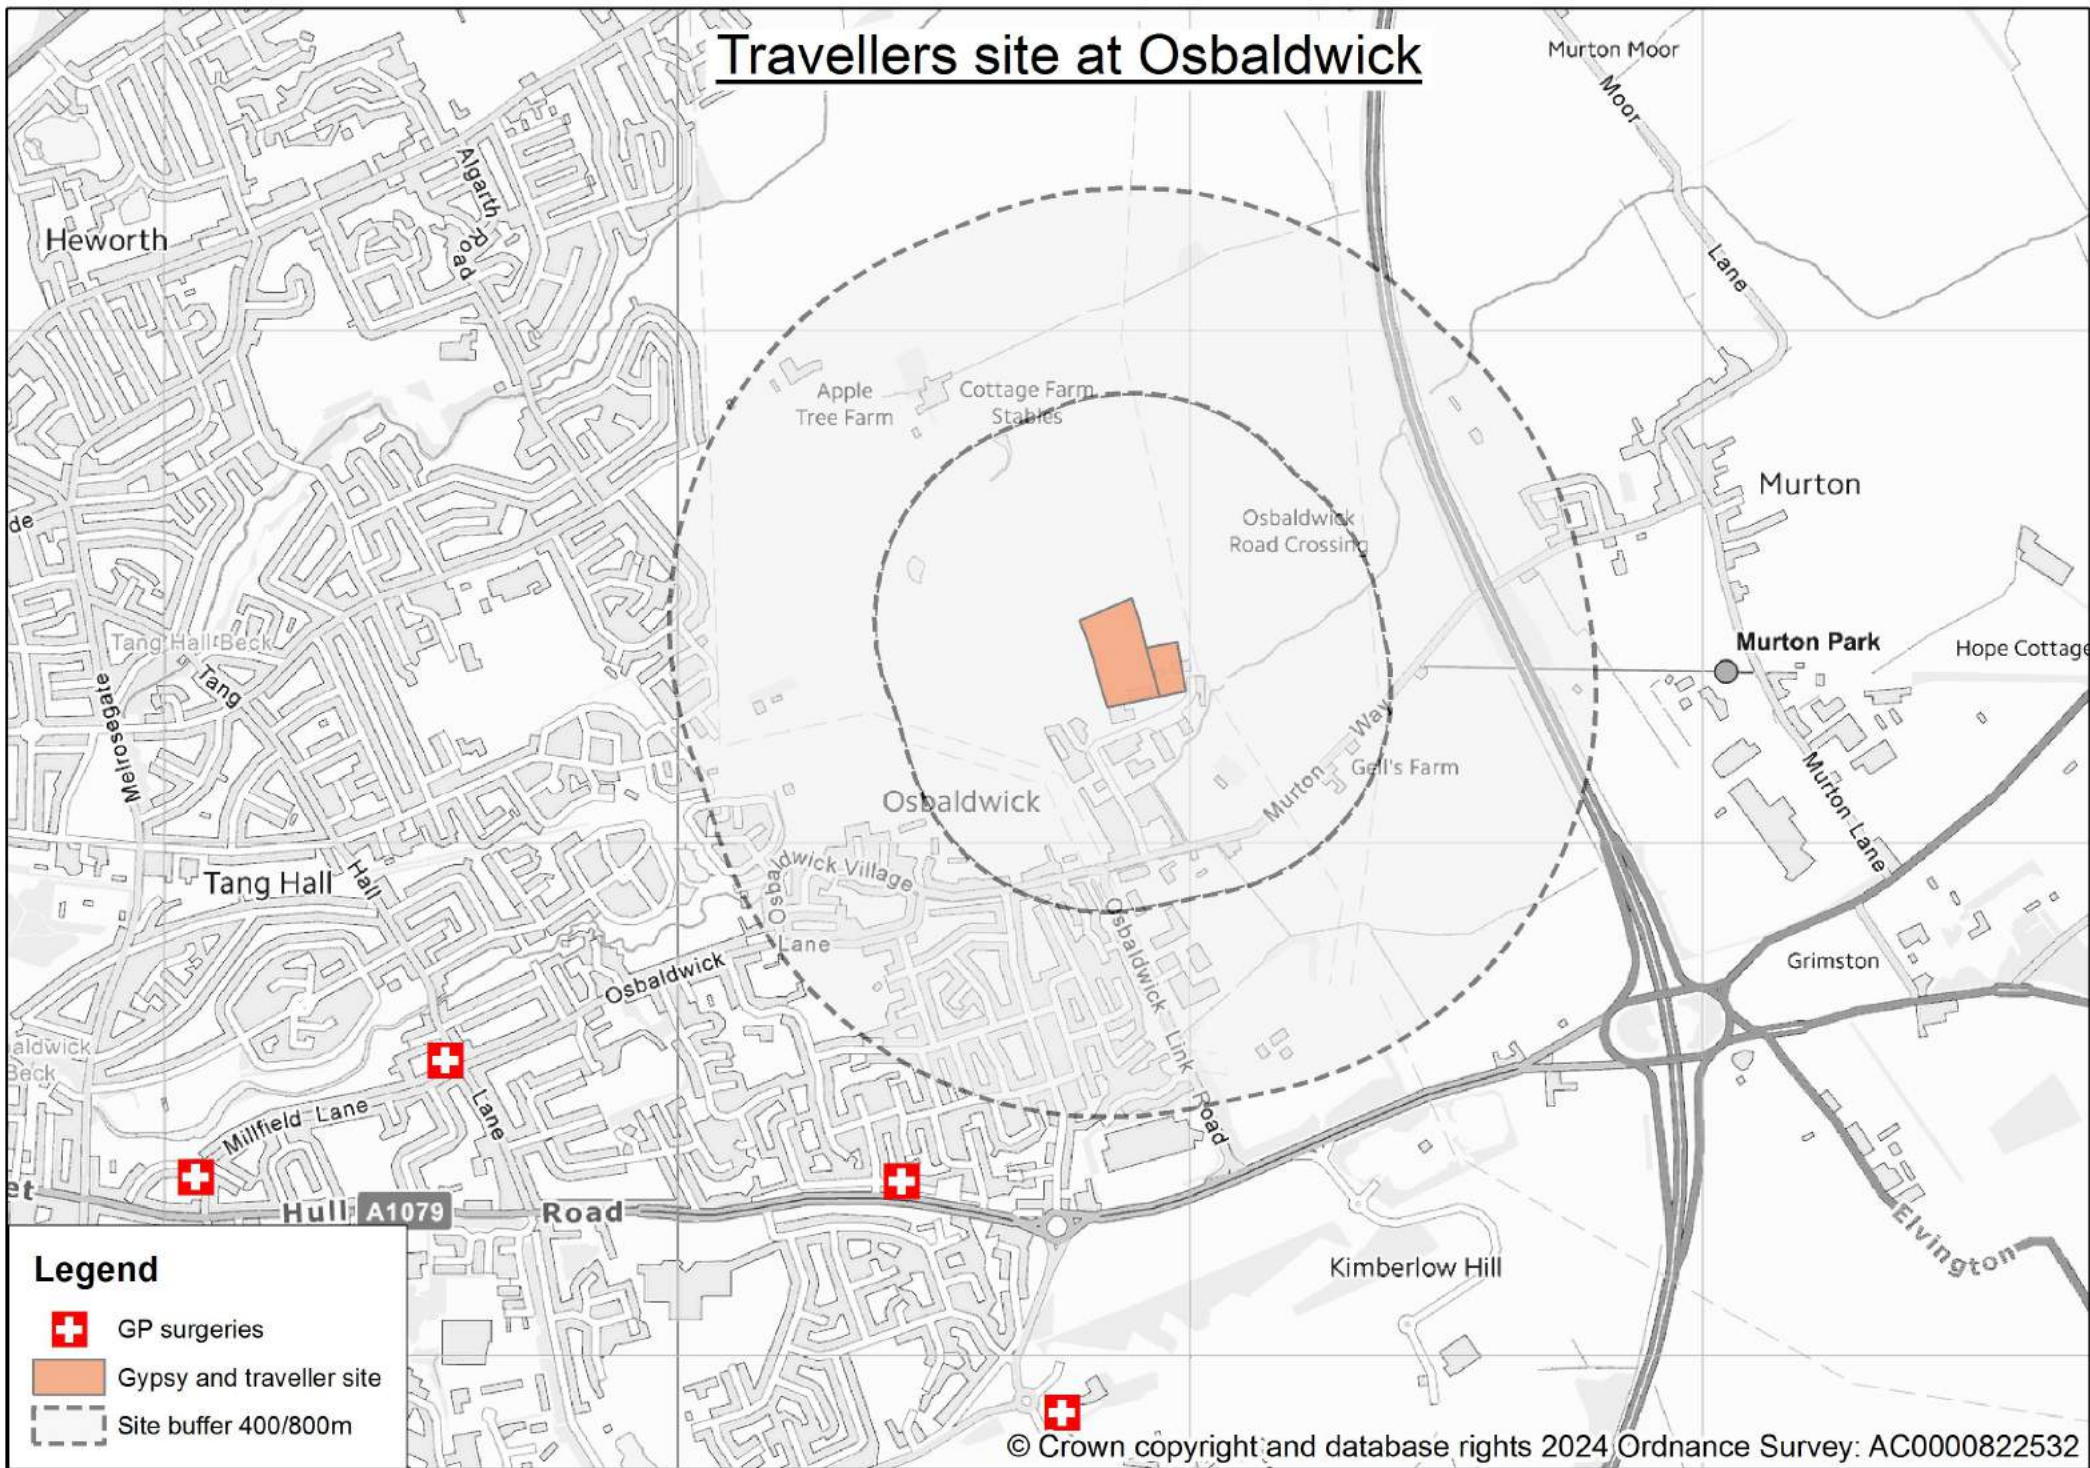 Travellers site at Osbaldwick
Murton Moor
Moor
Lane
Algarth
Road
Heworth
Apple
Tree Farm
Cottage Farm
Stables
Murton
Osbaldwick
Road Crossing
de
Tang Hall Beck
Tang
Hall
Lane
Melrosegate
Murton Park
Hope Cottage
Murton Way
Gell's Farm
Murton Lane
Osbaldwick
Osbaldwick Village
Tang Hall
Osbaldwick
Lane
Osbaldwick Link Road
Grimston
aldwick
Beck
Millfield Lane
et
Hull A1079 Road
Elvington
Kimberlow Hill
Legend
GP surgeries
Gypsy and traveller site
Site buffer 400/800m
© Crown copyright and database rights 2024 Ordnance Survey: AC0000822532